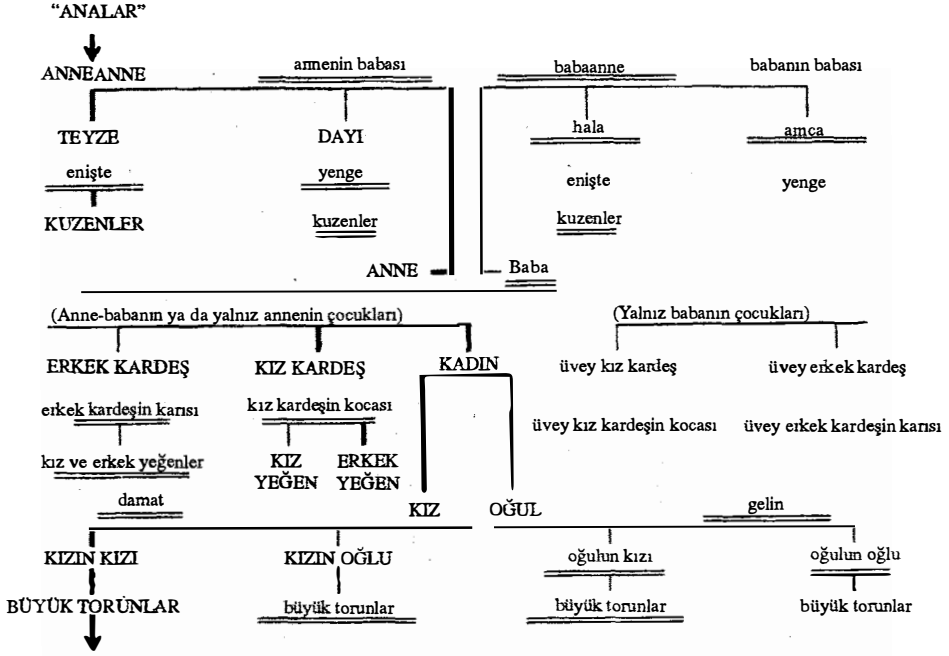 “ANALAR”
ANNEANNE annenin babası babaanne babanın babası
TEYZE DAYI hala amca
enişte yenge enişte yenge
KUZENLER kuzenler kuzenler
ANNE Baba
(Anne-babanın ya da yalnız annenin çocukları) (Yalnız babanın çocukları)
ERKEK KARDEŞ KIZ KARDEŞ KADIN üvey kız kardeş üvey erkek kardeş
erkek kardeşin karısı kız kardeşin kocası üvey kız kardeşin kocası üvey erkek kardeşin karısı
kız ve erkek yeğenler KIZ ERKEK
YEĞEN YEĞEN
damat KIZ OĞUL gelin
KIZIN KIZI KIZIN OĞLU oğulun kızı oğulun oğlu
BÜYÜK TORUNLAR büyük torunlar büyük torunlar büyük torunlar